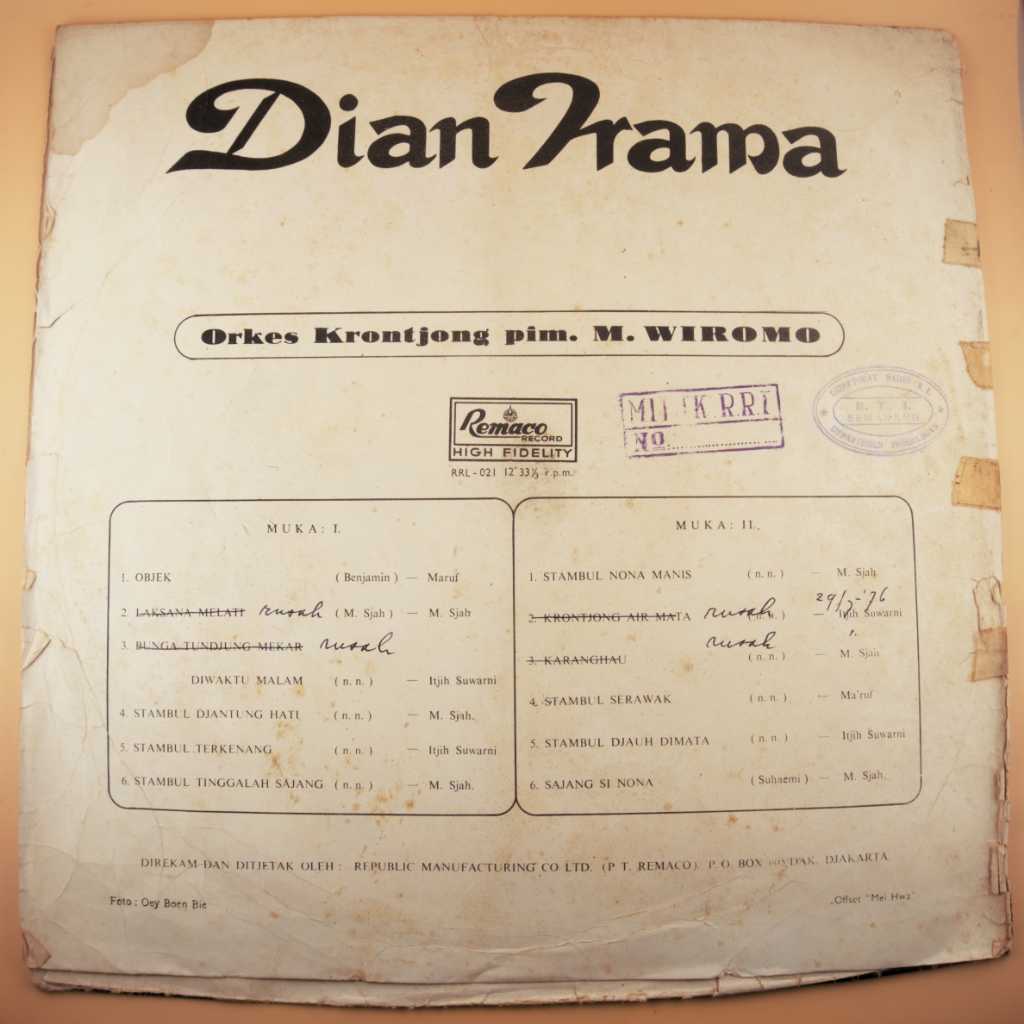 Dian Irama
Orkes Krontjong pim. M. WIROMO
Remaco
RECORD
HIGH FIDELITY
RRL - 021 12" 33⅓ r.p.m.
MILIK R.R.I
NO
MUKA: I.
1. OBJEK (Benjamin) — Maruf
2. LAKSANA MELATI rusak (M. Sjah) — M. Sjah
3. BUNGA TUNDJUNG MEKAR rusak
DIWAKTU MALAM (n.n.) — Itjih Suwarni
4. STAMBUL DJANTUNG HATI (n.n.) — M. Sjah.
5. STAMBUL TERKENANG (n.n.) — Itjih Suwarni
6. STAMBUL TINGGALAH SAJANG (n.n.) — M. Sjah.
MUKA: II.
1. STAMBUL NONA MANIS (n.n.) — M. Sjah
2. KRONTJONG AIR MATA rusak (n.n.) — Itjih Suwarni
3. KARANGHAU rusak (n.n.) — M. Sjah
4. STAMBUL SERAWAK (n.n.) — Ma'ruf
5. STAMBUL DJAUH DIMATA (n.n.) — Itjih Suwarni
6. SAJANG SI NONA (Suhaemi) — M. Sjah.
DIREKAM DAN DITJETAK OLEH : REPUBLIC MANUFACTURING CO LTD. (P T. REMACO). P.O. BOX DJAKARTA.
Foto : Oey Boen Bie
Offset "Mei Hwa"